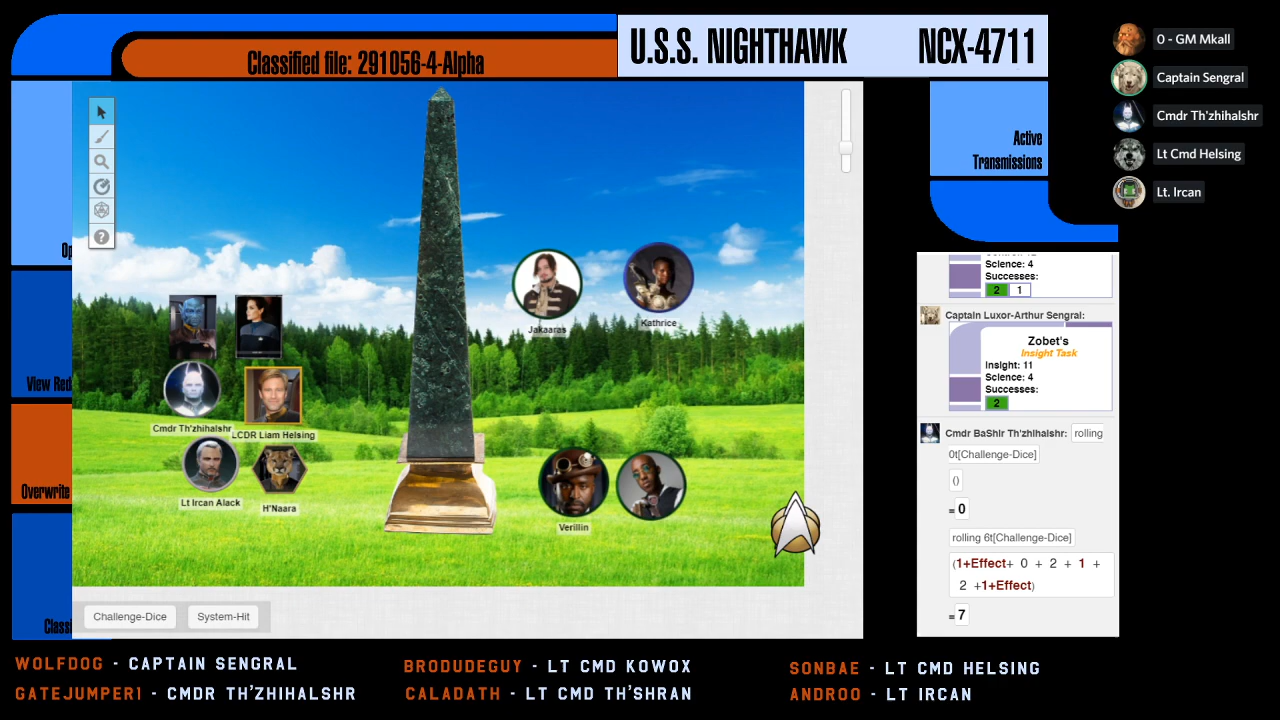 Classified file: 291056-4-Alpha
U.S.S. NIGHTHAWK NCX-4711
0 - GM Mkall
Captain Sengral
Cmdr Th'zhihalshr
Lt Cmd Helsing
Lt. Ircan
Active
Transmissions
Op
View Red
Overwrite
Classi
Jakaaras
Kathrice
Cmdr Th'zhihalshr
LCDR Liam Helsing
Lt Ircan Alack
H'Naara
Verillin
Challenge-Dice
System-Hit
Science: 4
Successes:
2 1
Captain Luxor-Arthur Sengral:
Zobet's
Insight Task
Insight: 11
Science: 4
Successes:
2
Cmdr BaShir Th'zhihalshr: rolling
0t[Challenge-Dice]
()
=0
rolling 6t[Challenge-Dice]
(1+Effect+ 0 + 2 + 1 +
2 +1+Effect)
=7
WOLFDOG - CAPTAIN SENGRAL
BRODUDEGUY - LT CMD KOWOX
SONBAE - LT CMD HELSING
GATEJUMPER1 - CMDR TH'ZHIHALSHR
CALADATH - LT CMD TH'SHRAN
ANDROO - LT IRCAN